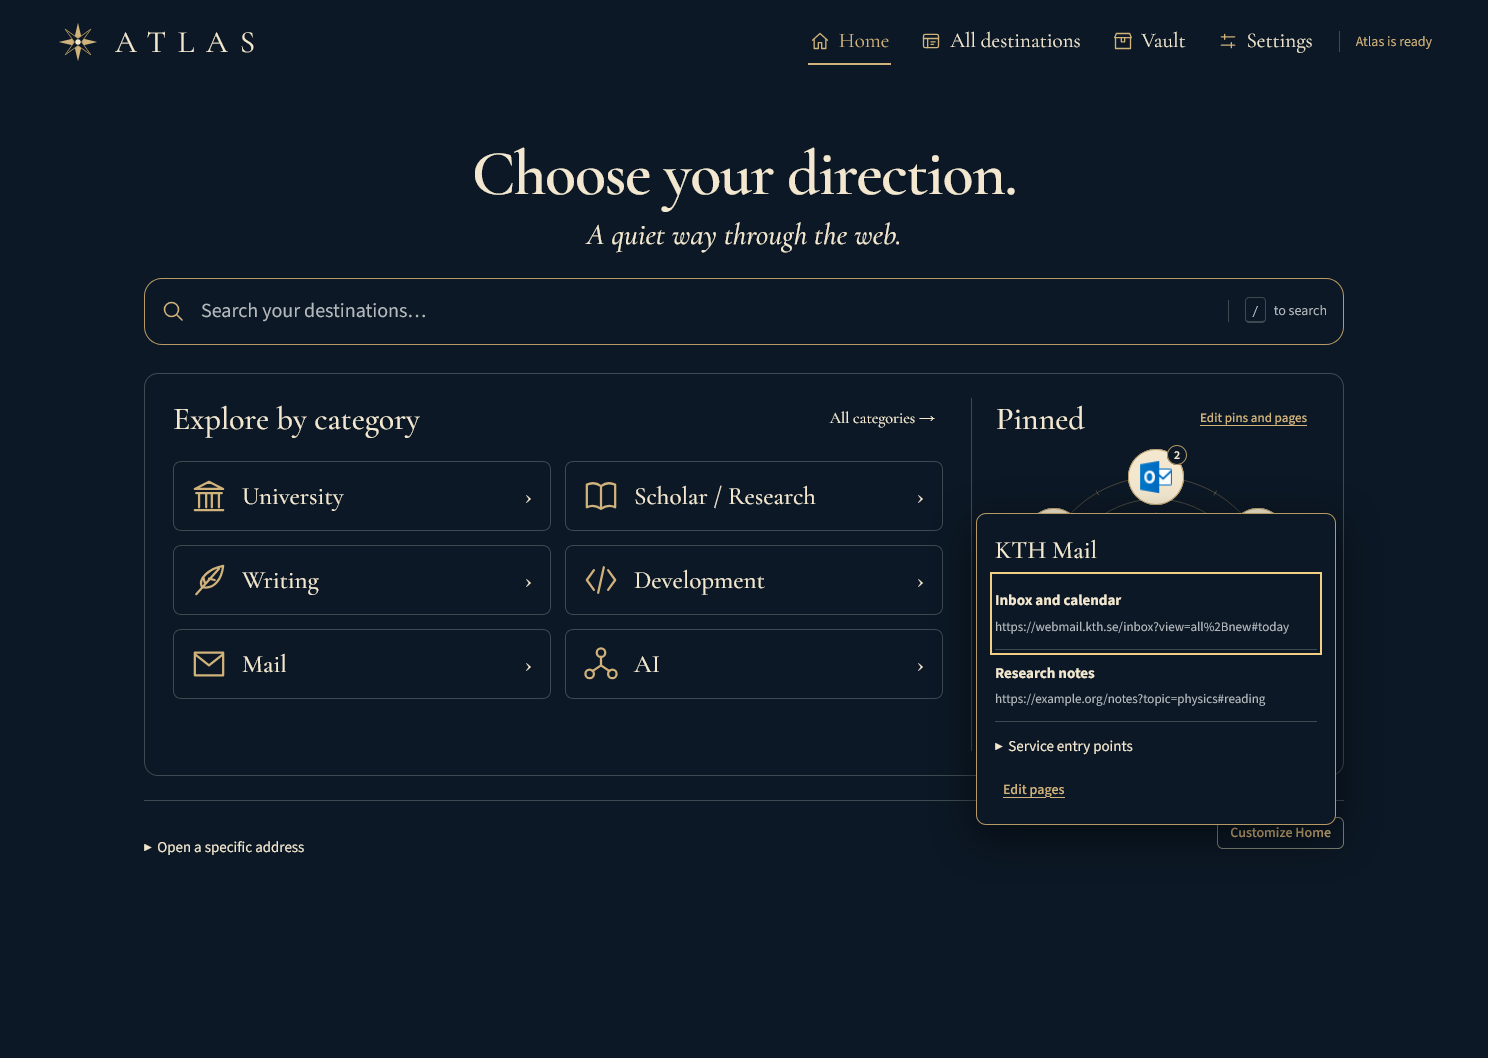 ATLAS
Home
All destinations
Vault
Settings
Atlas is ready
Choose your direction.
A quiet way through the web.
Search your destinations…
/ to search
Explore by category
All categories →
University ›
Scholar / Research ›
Writing ›
Development ›
Mail ›
AI ›
Pinned
Edit pins and pages
O
2
KTH Mail
Inbox and calendar
https://webmail.kth.se/inbox?view=all%2Bnew#today
Research notes
https://example.org/notes?topic=physics#reading
▸ Service entry points
Edit pages
▸ Open a specific address
Customize Home